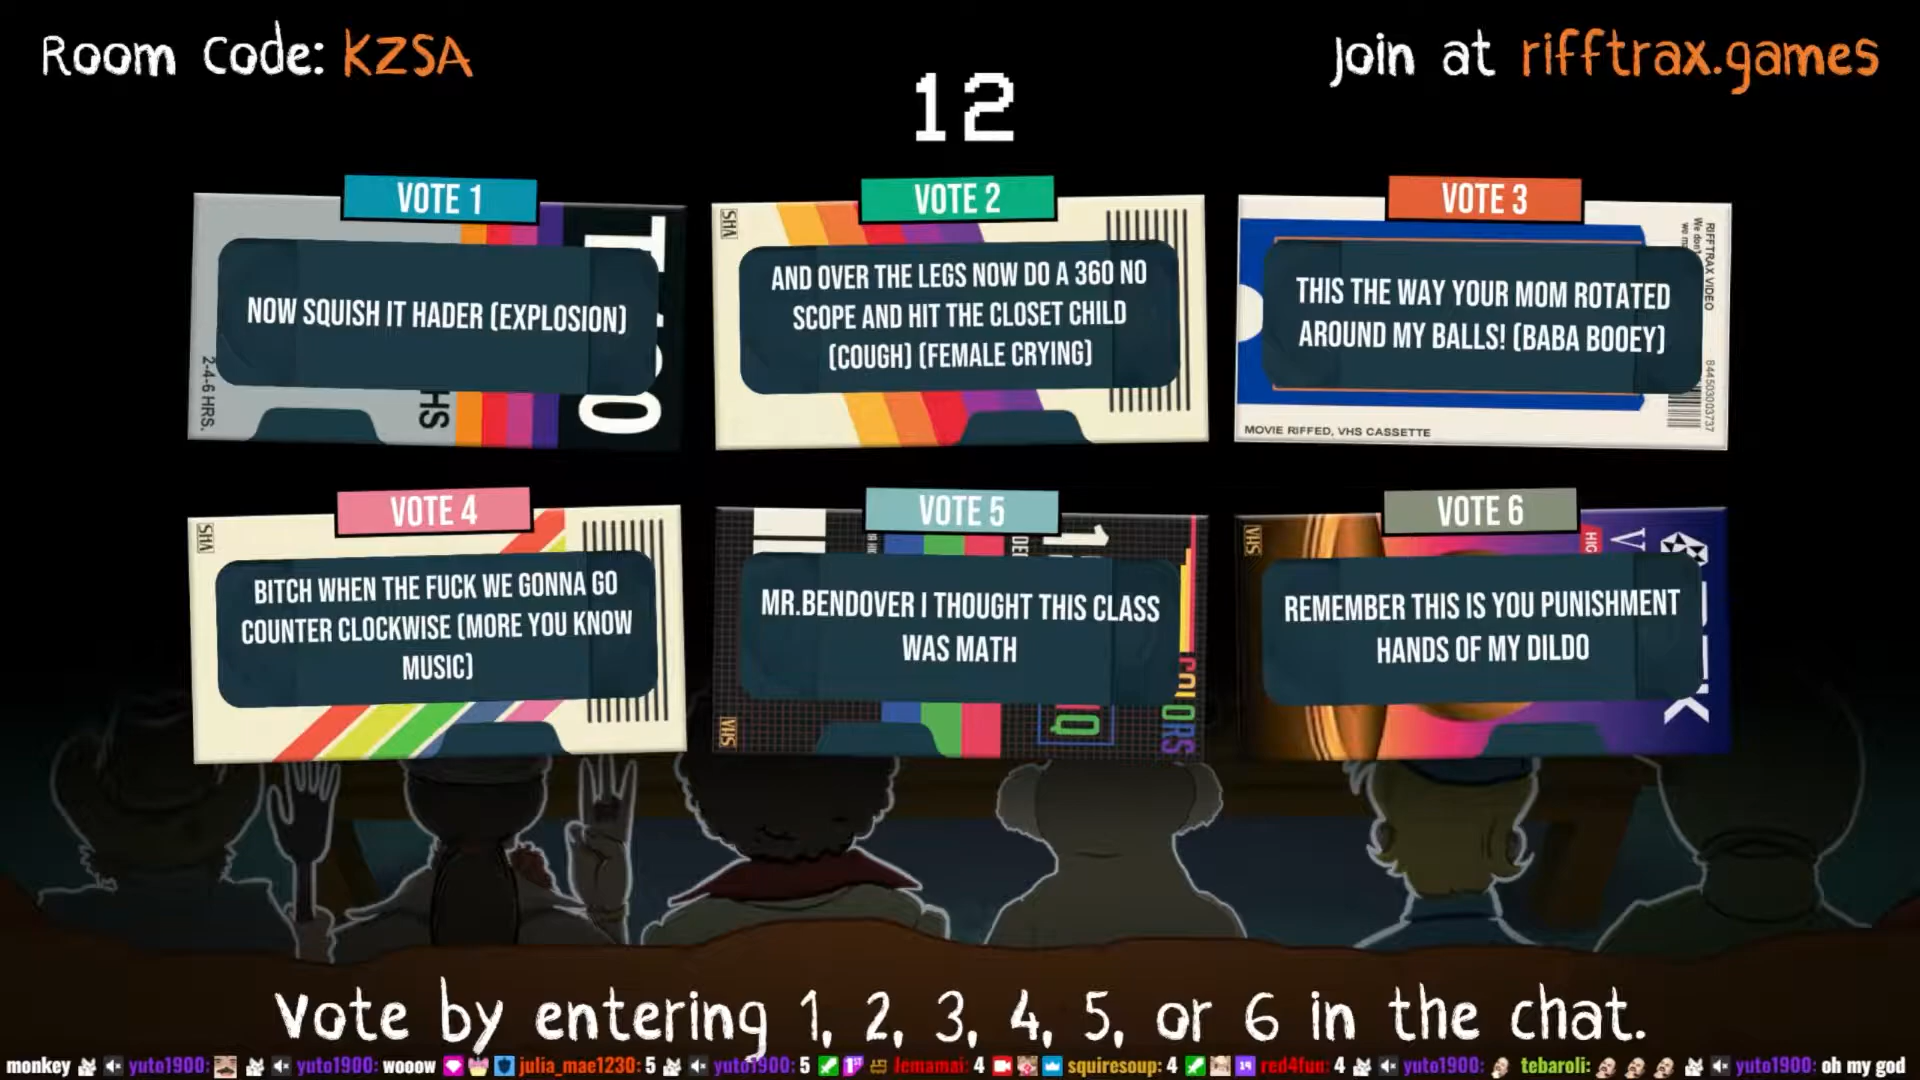 Room Code: KZSA
Join at rifftrax.games
12
VOTE 1
NOW SQUISH IT HADER (EXPLOSION)
2-4-6 HRS.
VOTE 2
AND OVER THE LEGS NOW DO A 360 NO
SCOPE AND HIT THE CLOSET CHILD
(COUGH) (FEMALE CRYING)
VOTE 3
THIS THE WAY YOUR MOM ROTATED
AROUND MY BALLS! (BABA BOOEY)
RIFFTRAX VIDEO
844503003737
MOVIE RIFFED, VHS CASSETTE
VOTE 4
BITCH WHEN THE FUCK WE GONNA GO
COUNTER CLOCKWISE (MORE YOU KNOW
MUSIC)
VOTE 5
MR.BENDOVER I THOUGHT THIS CLASS
WAS MATH
VHS
COLORS
VOTE 6
REMEMBER THIS IS YOU PUNISHMENT
HANDS OF MY DILDO
VHS
Vote by entering 1, 2, 3, 4, 5, or 6 in the chat.
monkey yuto1900: yuto1900: wooow julia_mae1230: 5 yuto1900: 5 Jemamai: 4 squiresoup: 4 red4fun: 4 yuto1900: tebaroli: yuto1900: oh my god